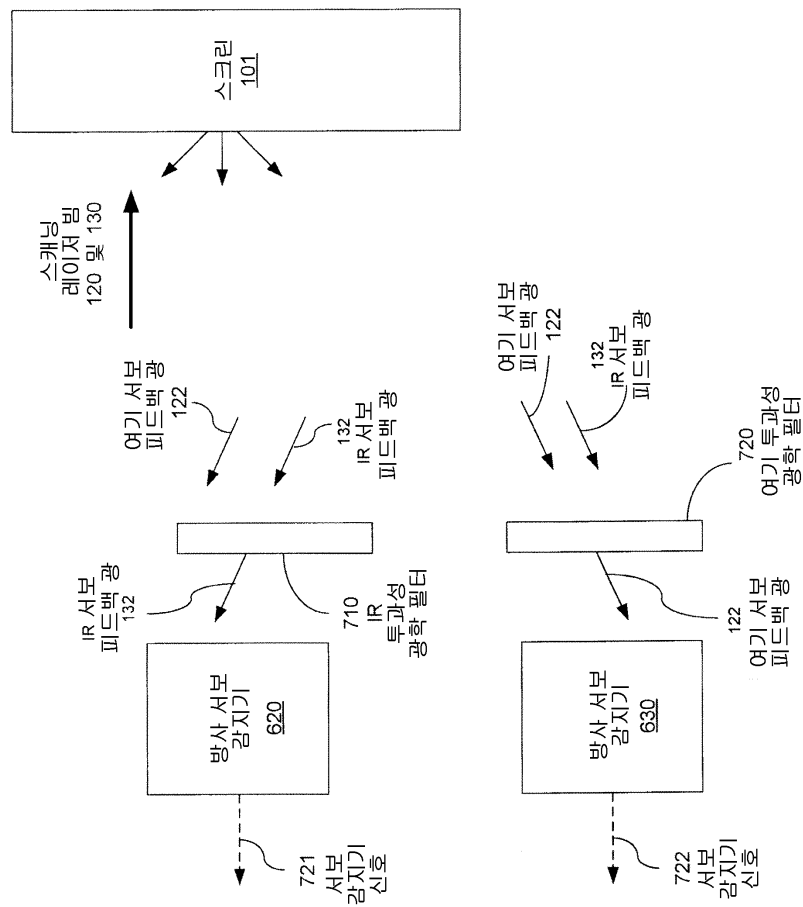 스크린
101
스캐닝
레이저 빔
120 및 130
여기 서보
피드백 광
122
132
IR 서보
피드백 광
IR 서보
피드백 광
132
710
IR
투과성
광학 필터
방사 서보
감지기
620
721
서보
감지기
신호
여기 서보
피드백 광
122
132
IR 서보
피드백 광
720
여기 투과성
광학 필터
122
여기 서보
피드백 광
방사 서보
감지기
630
722
서보
감지기
신호